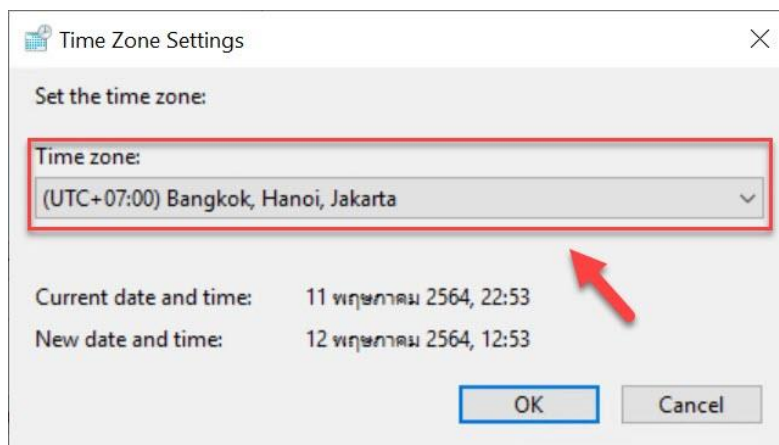 Time Zone Settings
Set the time zone:
Time zone:
(UTC+07:00) Bangkok, Hanoi, Jakarta
Current date and time: 11 พฤษภาคม 2564, 22:53
New date and time: 12 พฤษภาคม 2564, 12:53
OK Cancel